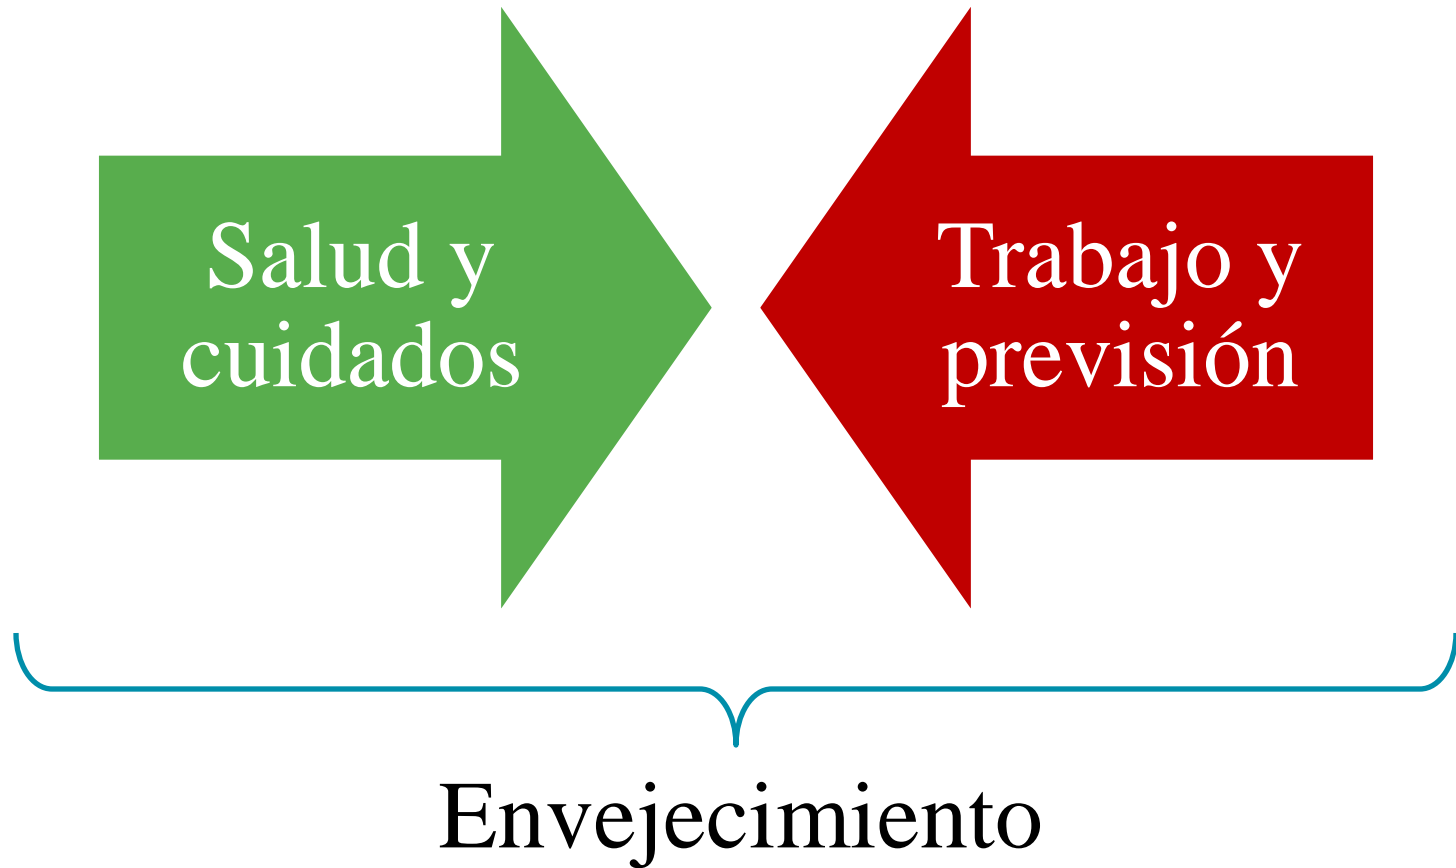 Salud y
cuidados
Trabajo y
previsión
Envejecimiento